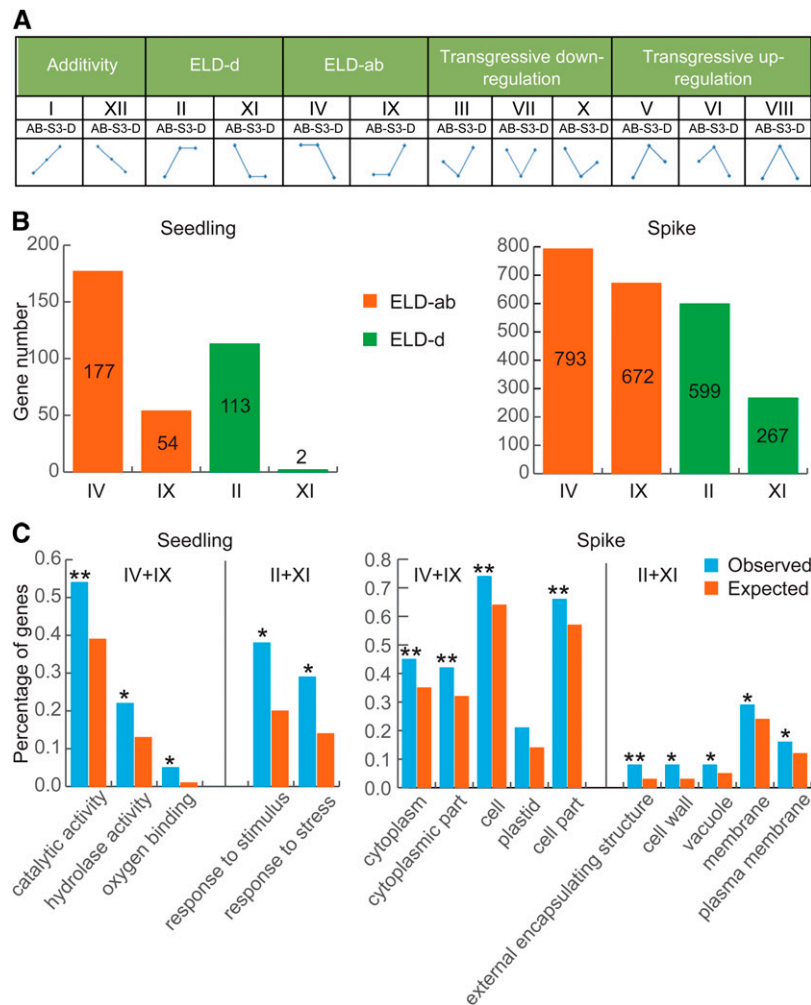 A
Additivity ELD-d ELD-ab Transgressive down-regulation Transgressive up-regulation
I XII II XI IV IX III VII X V VI VIII
AB-S3-D AB-S3-D AB-S3-D AB-S3-D AB-S3-D AB-S3-D AB-S3-D AB-S3-D AB-S3-D AB-S3-D AB-S3-D AB-S3-D
B
Seedling
Gene number
200
150
100
50
0
177
54
113
2
IV IX II XI
ELD-ab
ELD-d
Spike
800
700
600
500
400
300
200
100
0
793
672
599
267
IV IX II XI
C
Seedling
Percentage of genes
0.6
0.5
0.4
0.3
0.2
0.1
0.0
IV+IX
II+XI
**
*
*
*
*
catalytic activity
hydrolase activity
oxygen binding
response to stimulus
response to stress
Spike
0.8
0.7
0.6
0.5
0.4
0.3
0.2
0.1
0.0
IV+IX
II+XI
Observed
Expected
**
**
**
**
**
*
*
*
*
cytoplasm
cytoplasmic part
cell
plastid
cell part
external encapsulating structure
cell wall
vacuole
membrane
plasma membrane